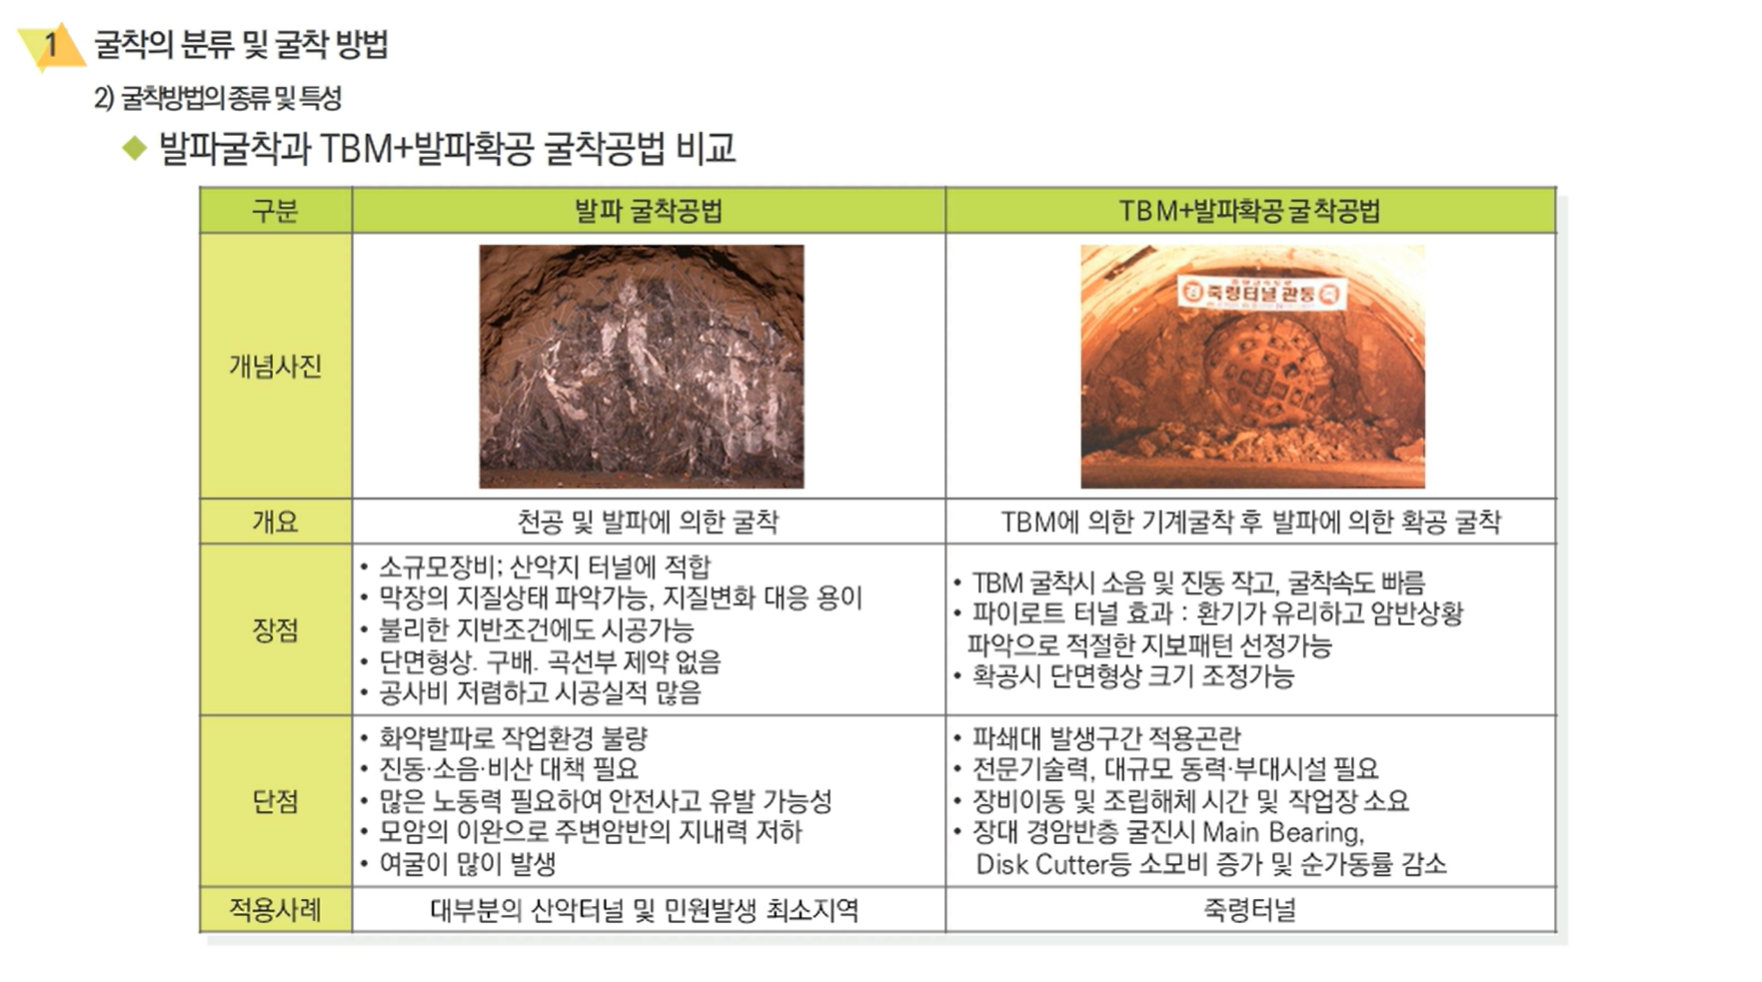 1 굴착의 분류 및 굴착 방법
2) 굴착방법의 종류 및 특성
◆ 발파굴착과 TBM+발파확공 굴착공법 비교
구분 발파 굴착공법 TBM+발파확공 굴착공법
개념사진
죽령터널 관통
개요 천공 및 발파에 의한 굴착 TBM에 의한 기계굴착 후 발파에 의한 확공 굴착
장점
• 소규모장비; 산악지 터널에 적합
• 막장의 지질상태 파악가능, 지질변화 대응 용이
• 불리한 지반조건에도 시공가능
• 단면형상. 구배. 곡선부 제약 없음
• 공사비 저렴하고 시공실적 많음
• TBM 굴착시 소음 및 진동 작고, 굴착속도 빠름
• 파이로트 터널 효과 : 환기가 유리하고 암반상황
파악으로 적절한 지보패턴 선정가능
• 확공시 단면형상 크기 조정가능
단점
• 화약발파로 작업환경 불량
• 진동·소음·비산 대책 필요
• 많은 노동력 필요하여 안전사고 유발 가능성
• 모암의 이완으로 주변암반의 지내력 저하
• 여굴이 많이 발생
• 파쇄대 발생구간 적용곤란
• 전문기술력, 대규모 동력·부대시설 필요
• 장비이동 및 조립해체 시간 및 작업장 소요
• 장대 경암반층 굴진시 Main Bearing,
Disk Cutter등 소모비 증가 및 순가동률 감소
적용사례 대부분의 산악터널 및 민원발생 최소지역 죽령터널